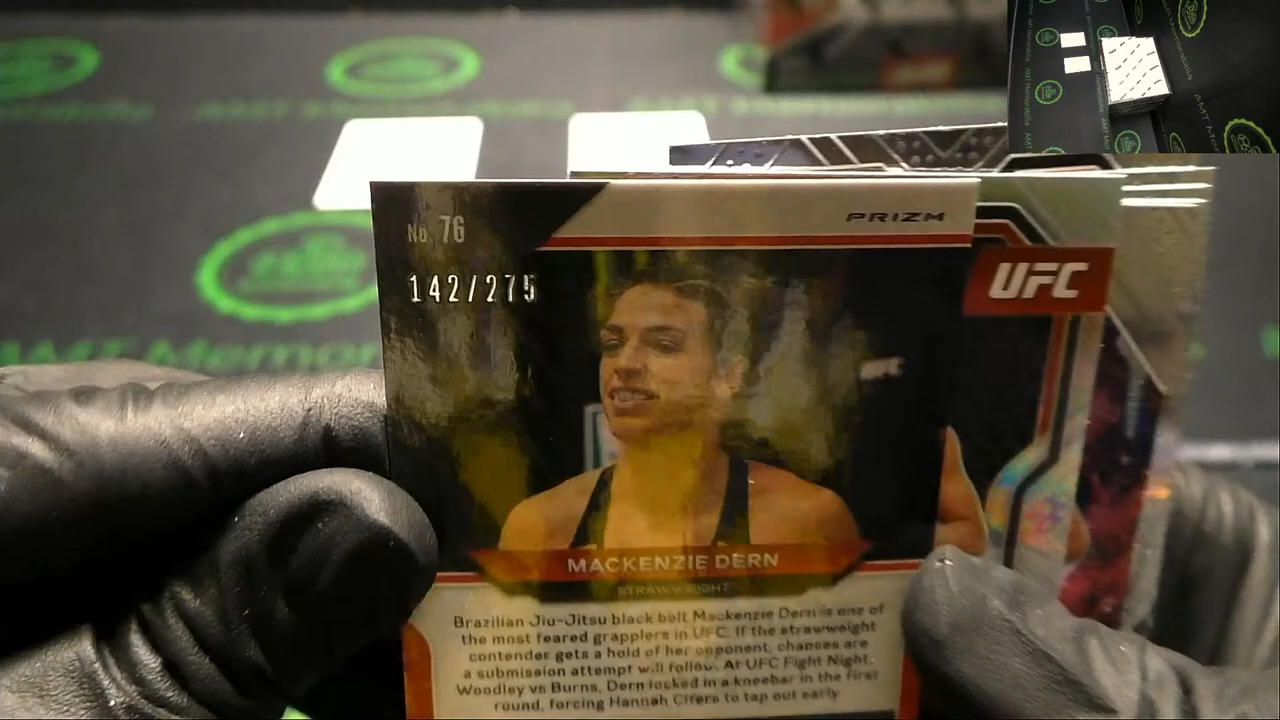 AMT Memorabilia
No. 76
PRIZM
142/275
UFC
MACKENZIE DERN
STRAWWEIGHT
Brazilian Jiu-Jitsu black belt Mackenzie Dern is one of
the most feared grapplers in UFC. If the strawweight
contender gets a hold of her opponent, chances are
a submission attempt will follow. At UFC Fight Night:
Woodley vs Burns, Dern locked in a kneebar in the first
round, forcing Hannah Cifers to tap out early.